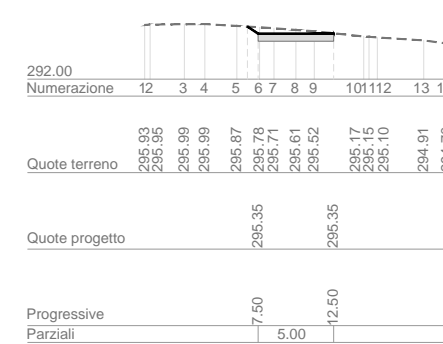 292.00
Numerazione 1 2 3 4 5 6 7 8 9 10 11 12 13
Quote terreno 295.93 295.95 295.99 295.99 295.87 295.78 295.71 295.61 295.52 295.17 295.15 295.10 294.91
Quote progetto 295.35 295.35
Progressive 7.50 12.50
Parziali 5.00